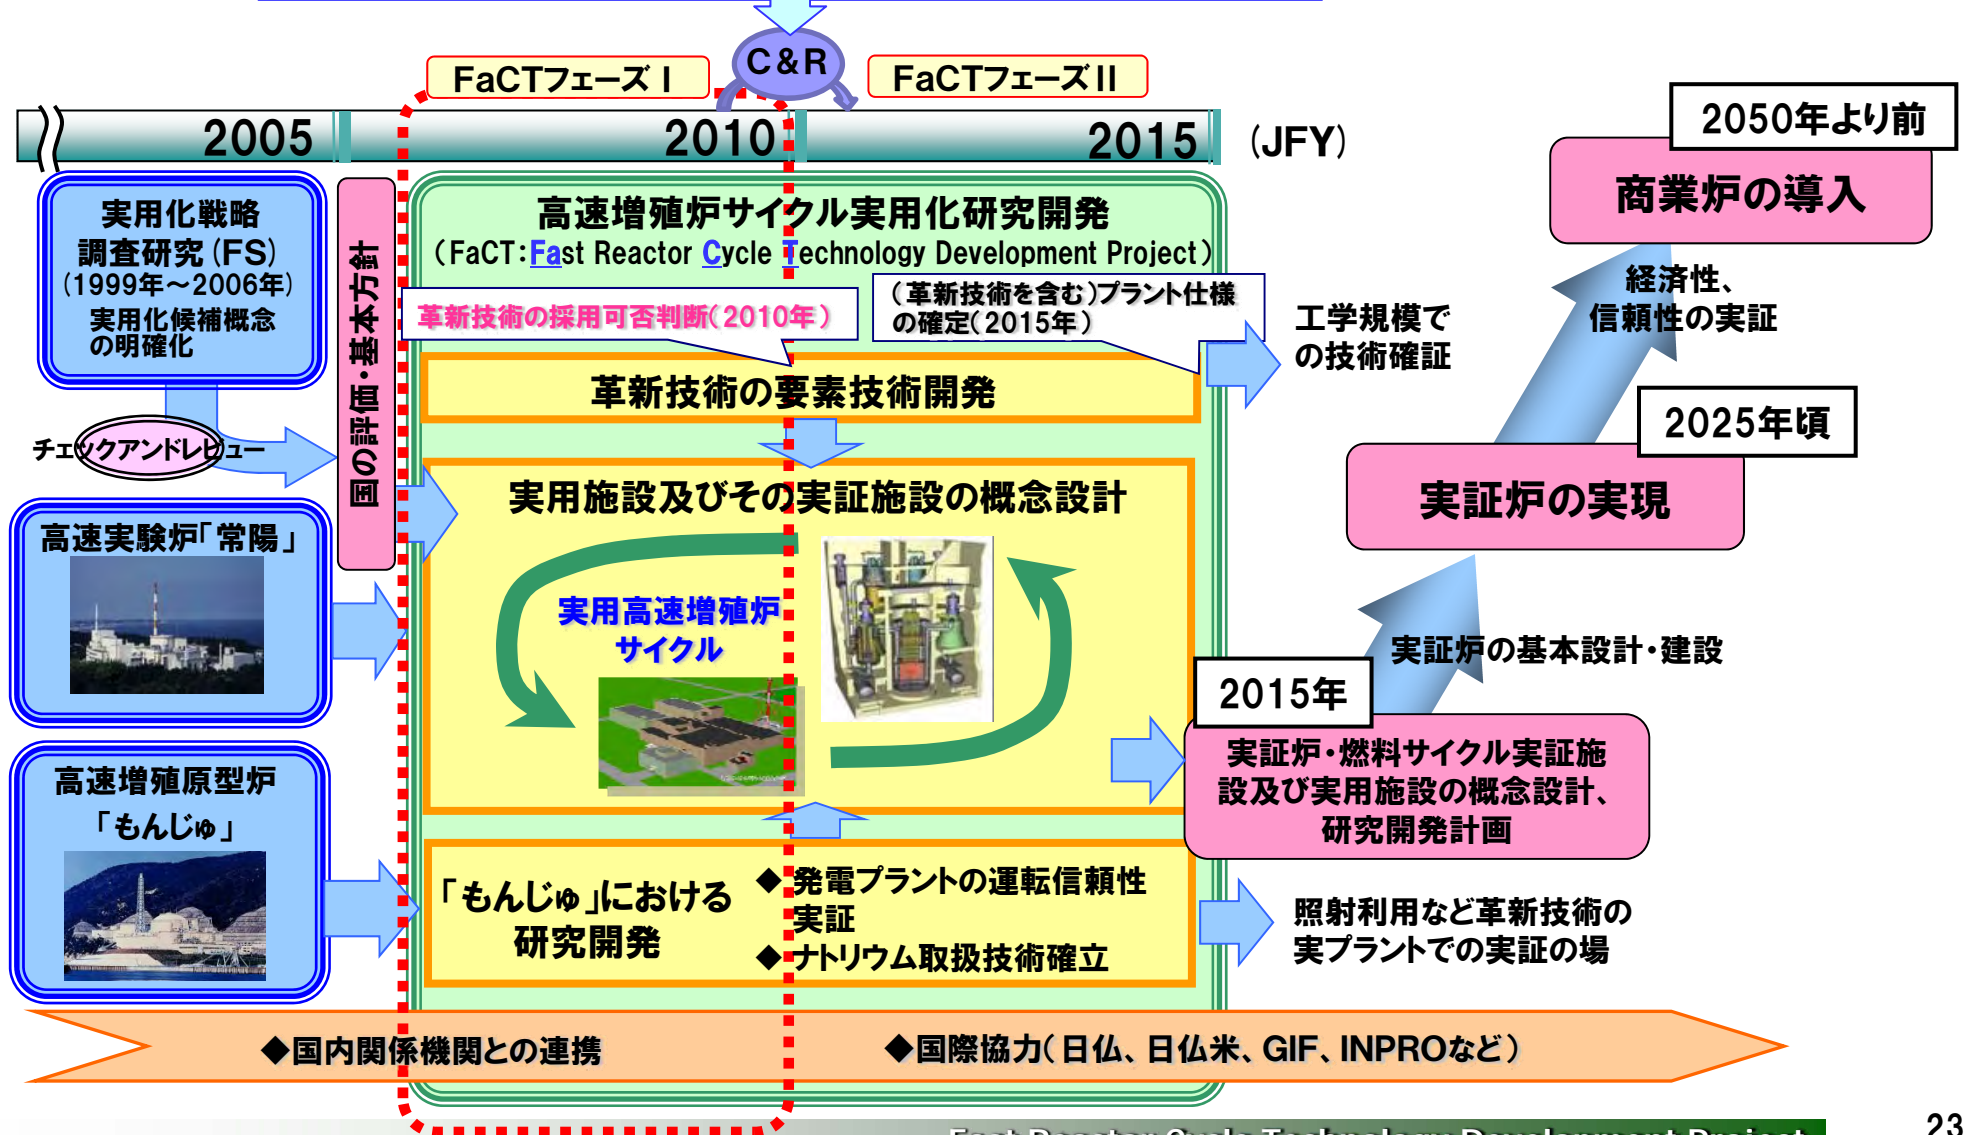 C&R
FaCTフェーズⅠ
FaCTフェーズⅡ
2005
2010
2015
(JFY)
2050年より前
商業炉の導入
実用化戦略
調査研究(FS)
(1999年～2006年)
実用化候補概念
の明確化
チェックアンドレビュー
国の評価・基本方針
高速増殖炉サイクル実用化研究開発
(FaCT:Fast Reactor Cycle Technology Development Project)
革新技術の採用可否判断(2010年)
(革新技術を含む)プラント仕様
の確定(2015年)
革新技術の要素技術開発
工学規模で
の技術確証
経済性、
信頼性の実証
2025年頃
実証炉の実現
高速実験炉「常陽」
実用施設及びその実証施設の概念設計
実用高速増殖炉
サイクル
実証炉の基本設計・建設
2015年
実証炉・燃料サイクル実証施
設及び実用施設の概念設計、
研究開発計画
高速増殖原型炉
「もんじゅ」
「もんじゅ」における
研究開発
◆発電プラントの運転信頼性
実証
◆ナトリウム取扱技術確立
照射利用など革新技術の
実プラントでの実証の場
◆国内関係機関との連携
◆国際協力(日仏、日仏米、GIF、INPROなど)
Fast Reactor Cycle Technology Development Project
23